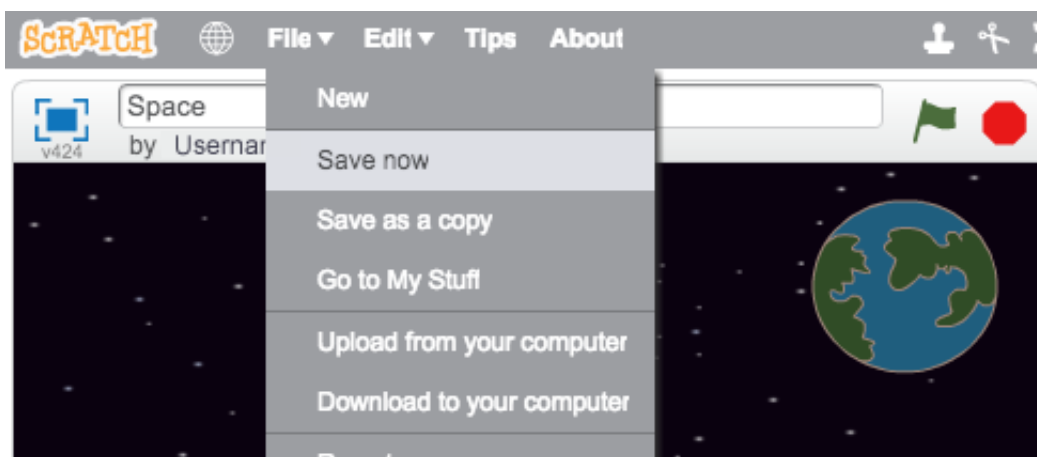 SCRATCH File Edit Tips About
Space
v424 by
New
Save now
Save as a copy
Go to My Stuff
Upload from your computer
Download to your computer